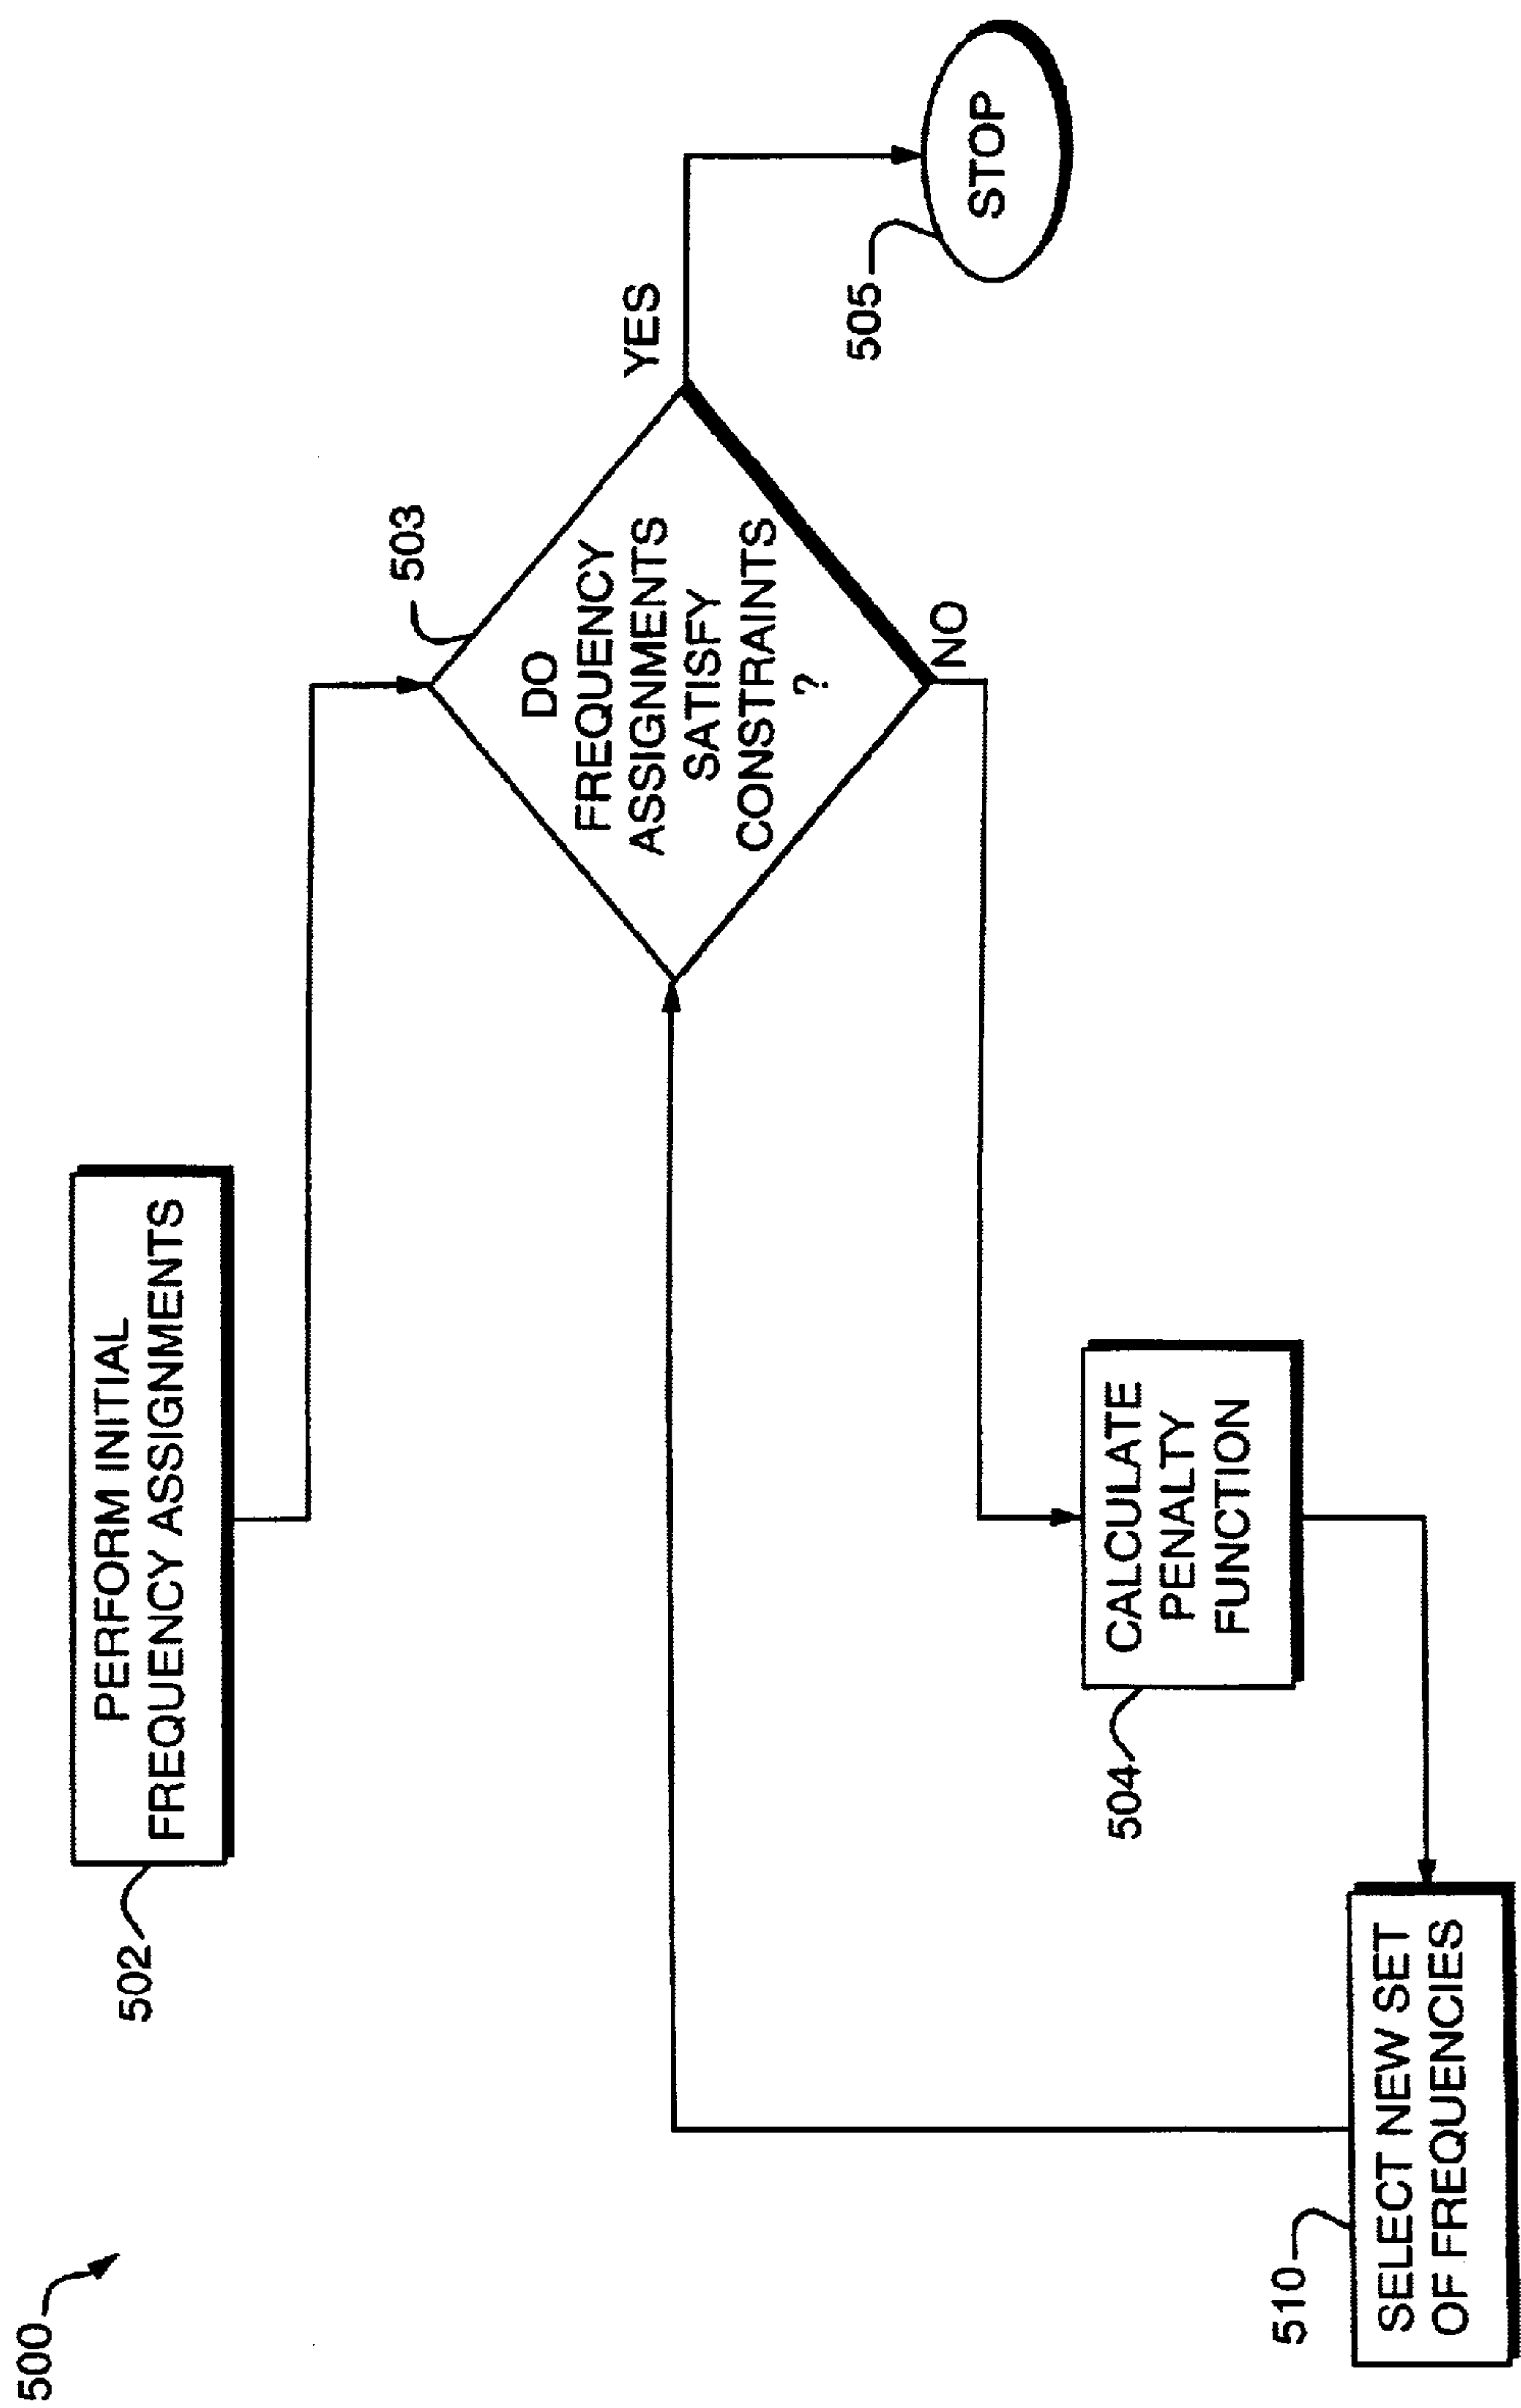 500
502
PERFORM INITIAL
FREQUENCY ASSIGNMENTS
503
DO
FREQUENCY
ASSIGNMENTS
SATISFY
CONSTRAINTS
?
YES
NO
505
STOP
504
CALCULATE
PENALTY
FUNCTION
510
SELECT NEW SET
OF FREQUENCIES